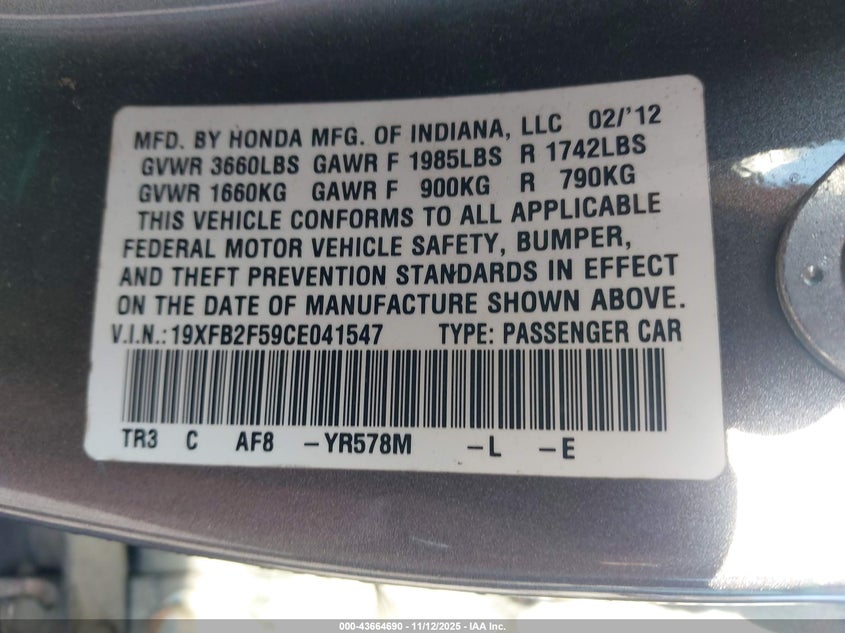 MFD. BY HONDA MFG. OF INDIANA, LLC 02/'12
GVWR 3660LBS GAWR F 1985LBS R 1742LBS
GVWR 1660KG GAWR F 900KG R 790KG
THIS VEHICLE CONFORMS TO ALL APPLICABLE
FEDERAL MOTOR VEHICLE SAFETY, BUMPER,
AND THEFT PREVENTION STANDARDS IN EFFECT
ON THE DATE OF MANUFACTURE SHOWN ABOVE.
V.I.N.:19XFB2F59CE041547 TYPE: PASSENGER CAR
TR3 C AF8 -YR578M -L -E
000-43664690 - 11/12/2025 - IAA Inc.